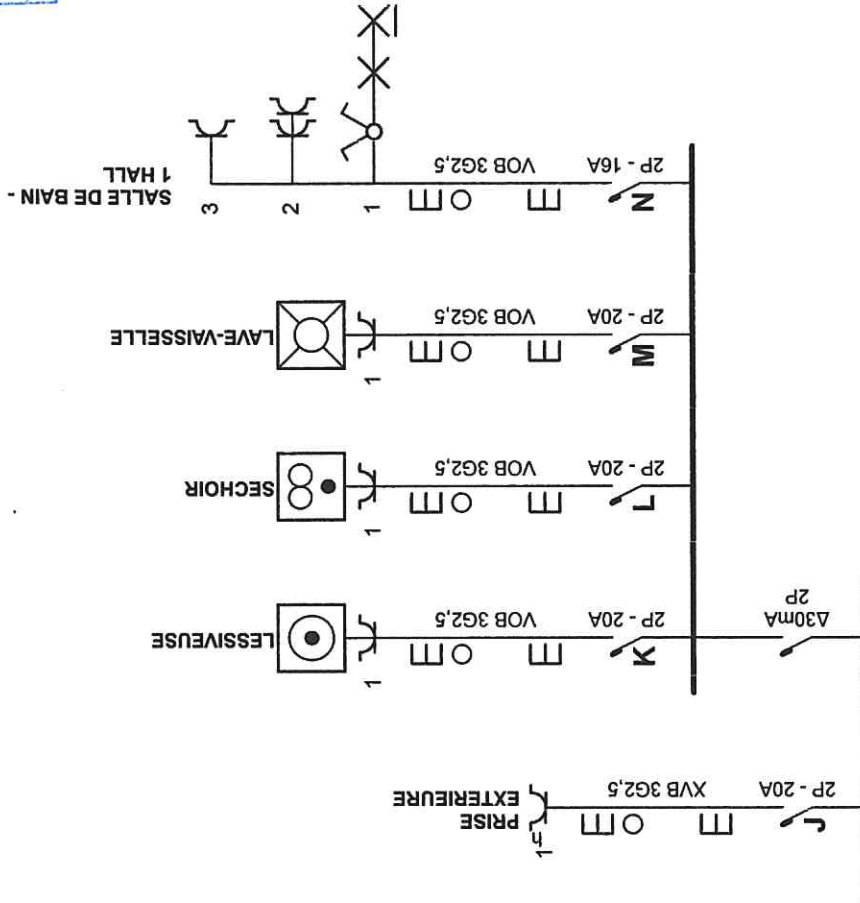 J
2P - 20A
XVB 3G2,5
1
h
PRISE
EXTERIEURE
Δ30mA
2P
K
2P - 20A
VOB 3G2,5
1
LESSIVEUSE
L
2P - 20A
VOB 3G2,5
1
SECHOIR
M
2P - 20A
VOB 3G2,5
1
LAVE-VAISSELLE
N
2P - 16A
VOB 3G2,5
1
2
3
SALLE DE BAIN -
1 HALL